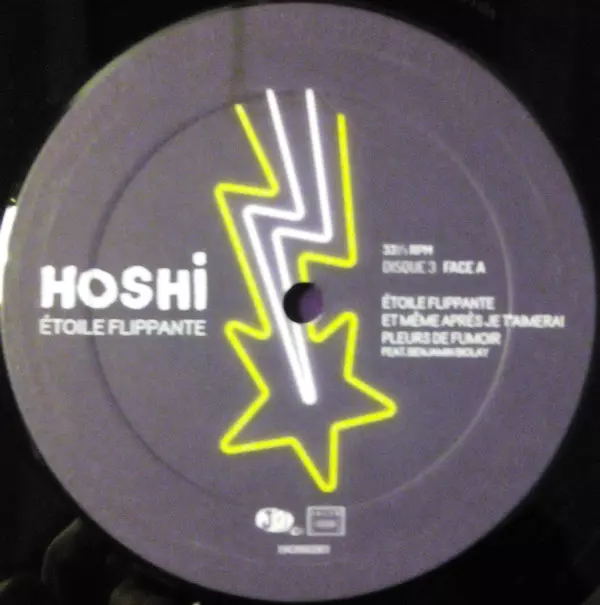 HOSHi
ÉTOILE FLIPPANTE
33⅓ RPM
DISQUE 3 FACE A
ÉTOILE FLIPPANTE
ET MÊME APRÈS JE T'AIMERAI
PLEURS DE FUMOIR
FEAT. BENJAMIN BIOLAY